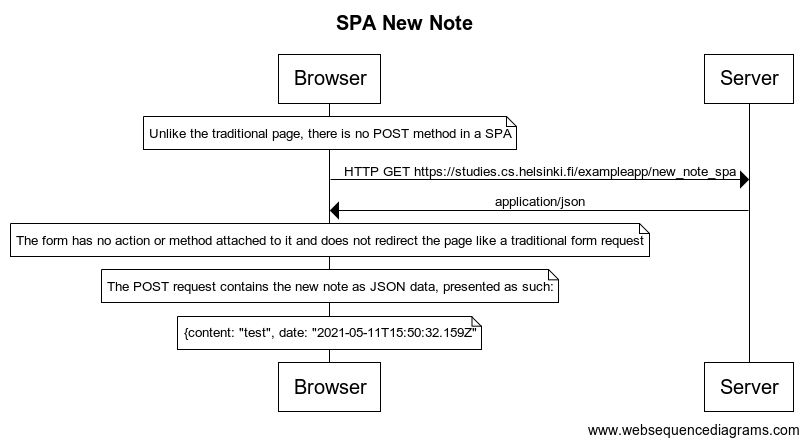 SPA New Note
Browser
Server
Unlike the traditional page, there is no POST method in a SPA
HTTP GET https://studies.cs.helsinki.fi/exampleapp/new_note_spa
application/json
The form has no action or method attached to it and does not redirect the page like a traditional form request
The POST request contains the new note as JSON data, presented as such:
{content: "test", date: "2021-05-11T15:50:32.159Z"
Browser
Server
www.websequencediagrams.com